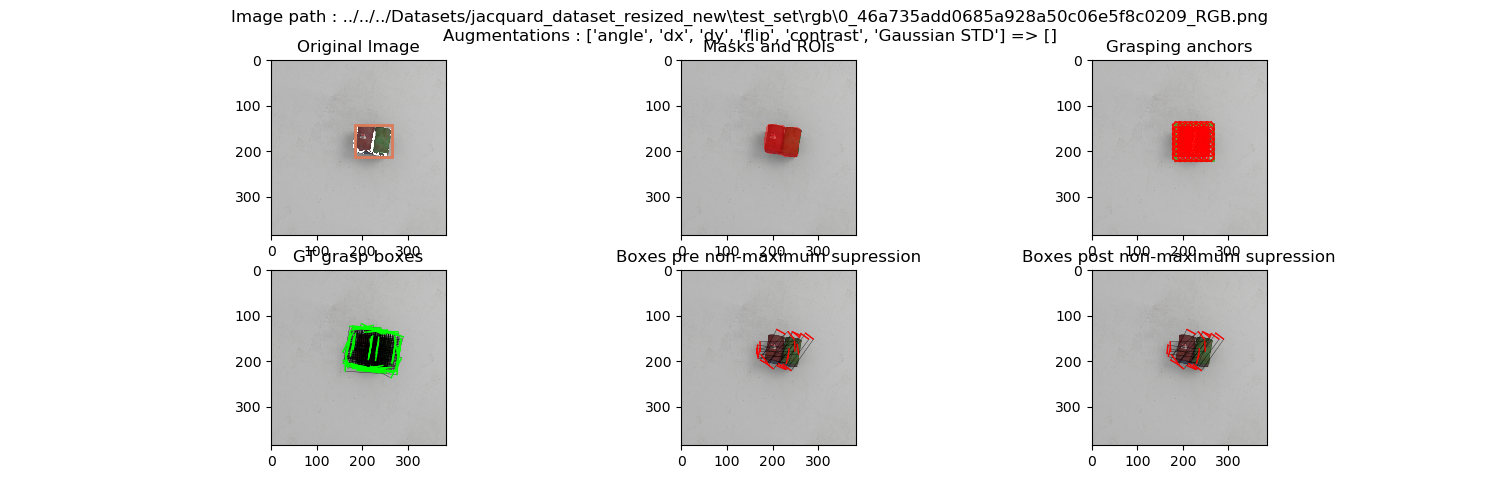 Image path : ../../../Datasets/jacquard_dataset_resized_new\test_set\rgb\0_46a735add0685a928a50c06e5f8c0209_RGB.png
Augmentations : ['angle', 'dx', 'dy', 'flip', 'contrast', 'Gaussian STD'] => []
Original Image
Masks and ROIs
Grasping anchors
0
100
200
300
0 100 200 300
0
100
200
300
0 100 200 300
0
100
200
300
0 100 200 300
GT grasp boxes
Boxes pre non-maximum supression
Boxes post non-maximum supression
0
100
200
300
0 100 200 300
0
100
200
300
0 100 200 300
0
100
200
300
0 100 200 300